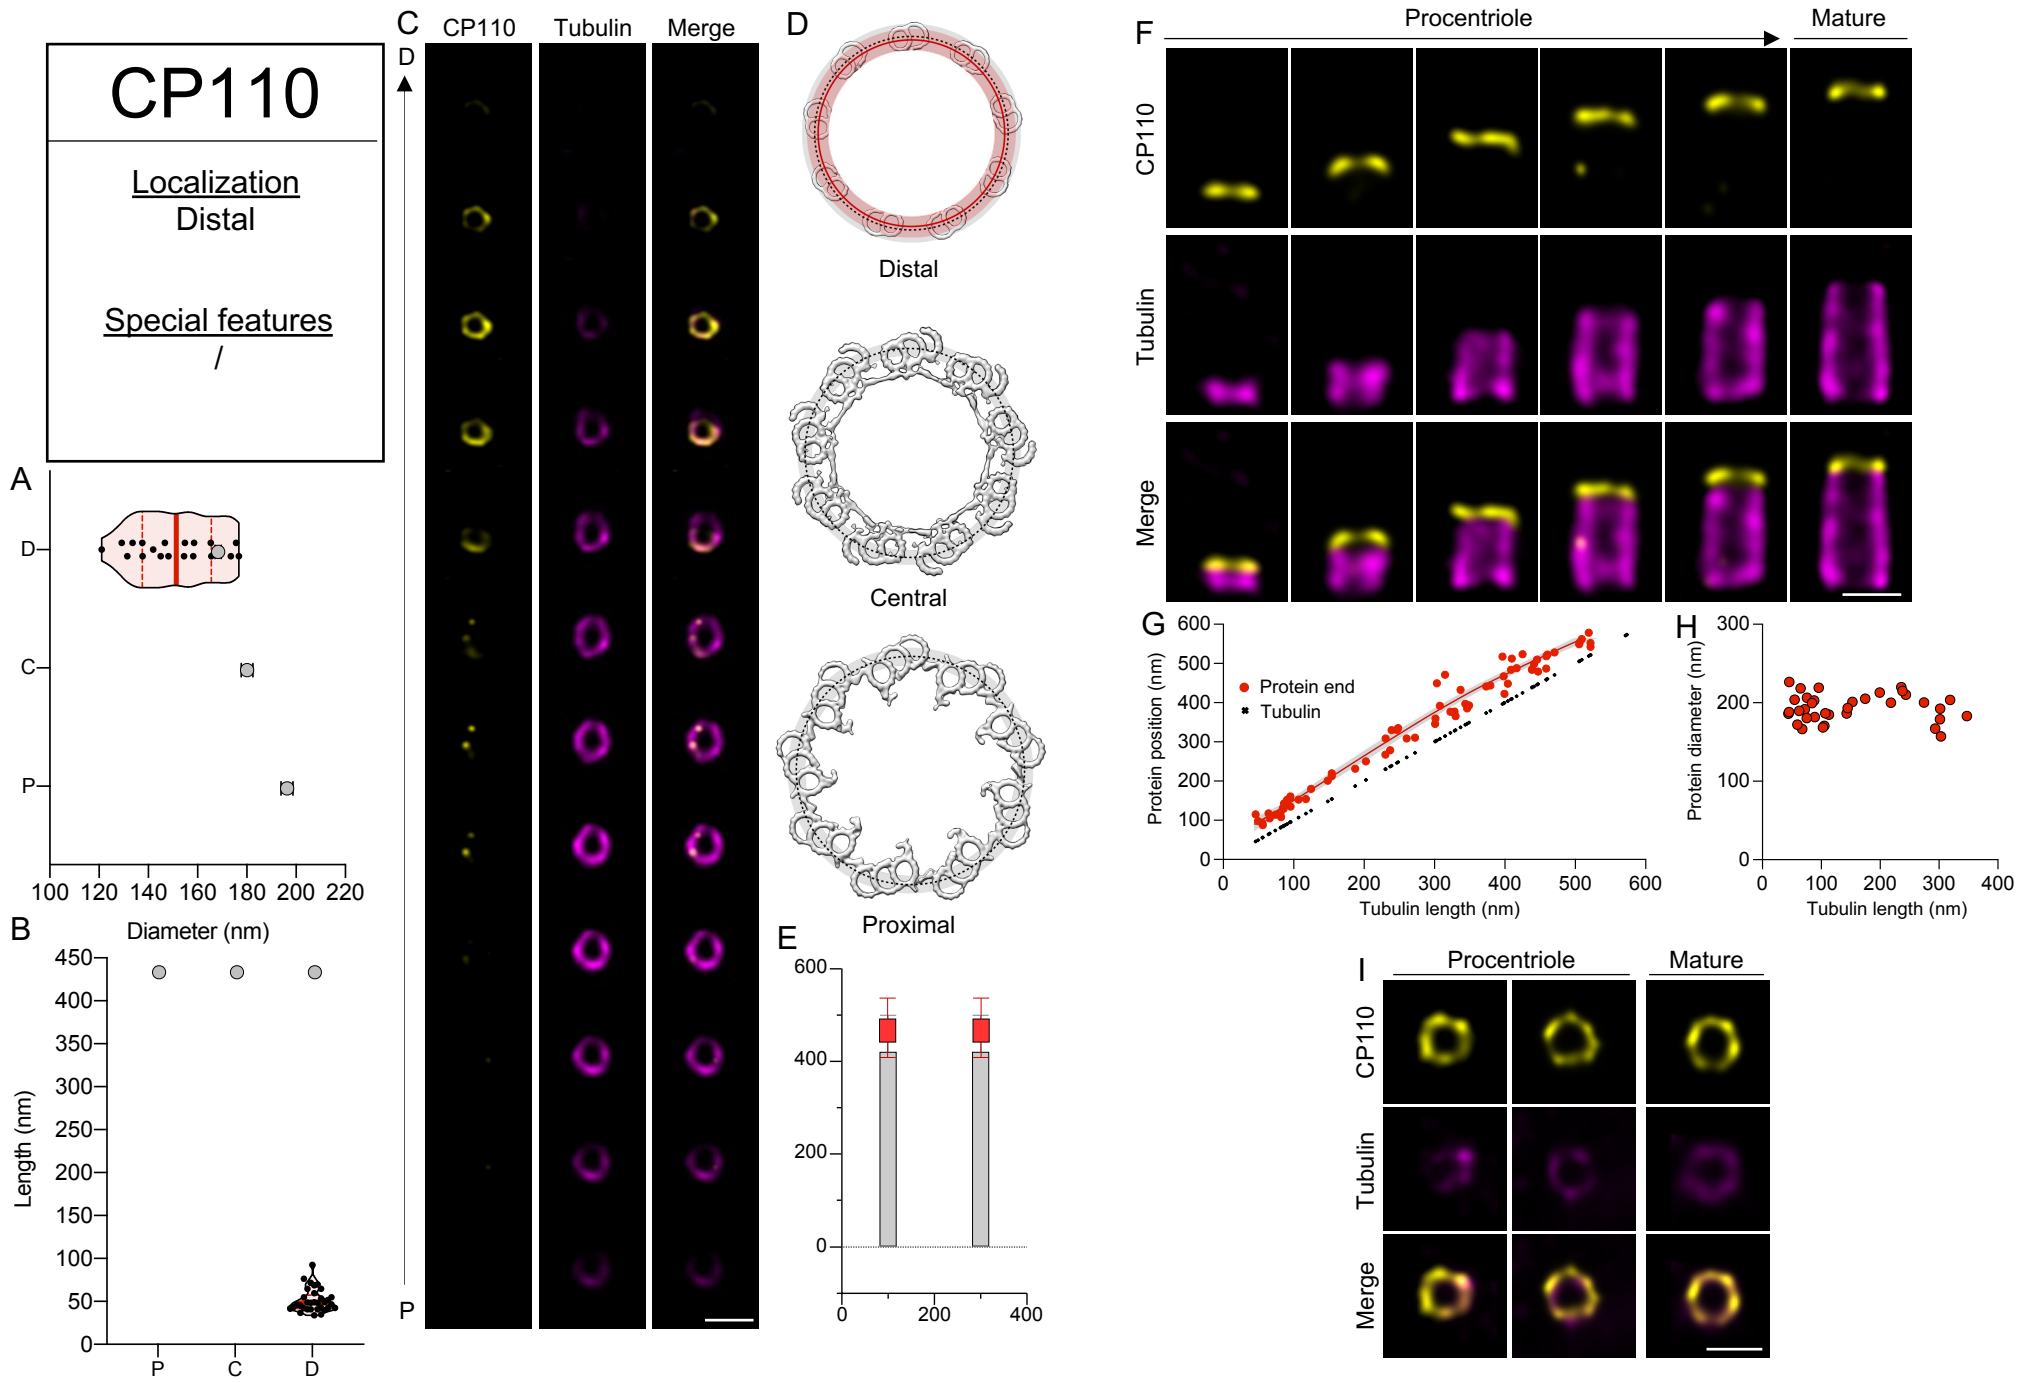 CP110
Localization
Distal
Special features
/
A
D
C
P
100 120 140 160 180 200 220
Diameter (nm)
B
450
400
350
300
250
200
150
100
50
0
Length (nm)
P C D
C
CP110 Tubulin Merge
D
P
D
Distal
Central
Proximal
E
600
400
200
0
0 200 400
F
Procentriole Mature
CP110
Tubulin
Merge
G
600
500
400
300
200
100
0
Protein position (nm)
Protein end
Tubulin
0 100 200 300 400 500 600
Tubulin length (nm)
H
300
200
100
0
Protein diameter (nm)
0 100 200 300 400
Tubulin length (nm)
I
Procentriole Mature
CP110
Tubulin
Merge